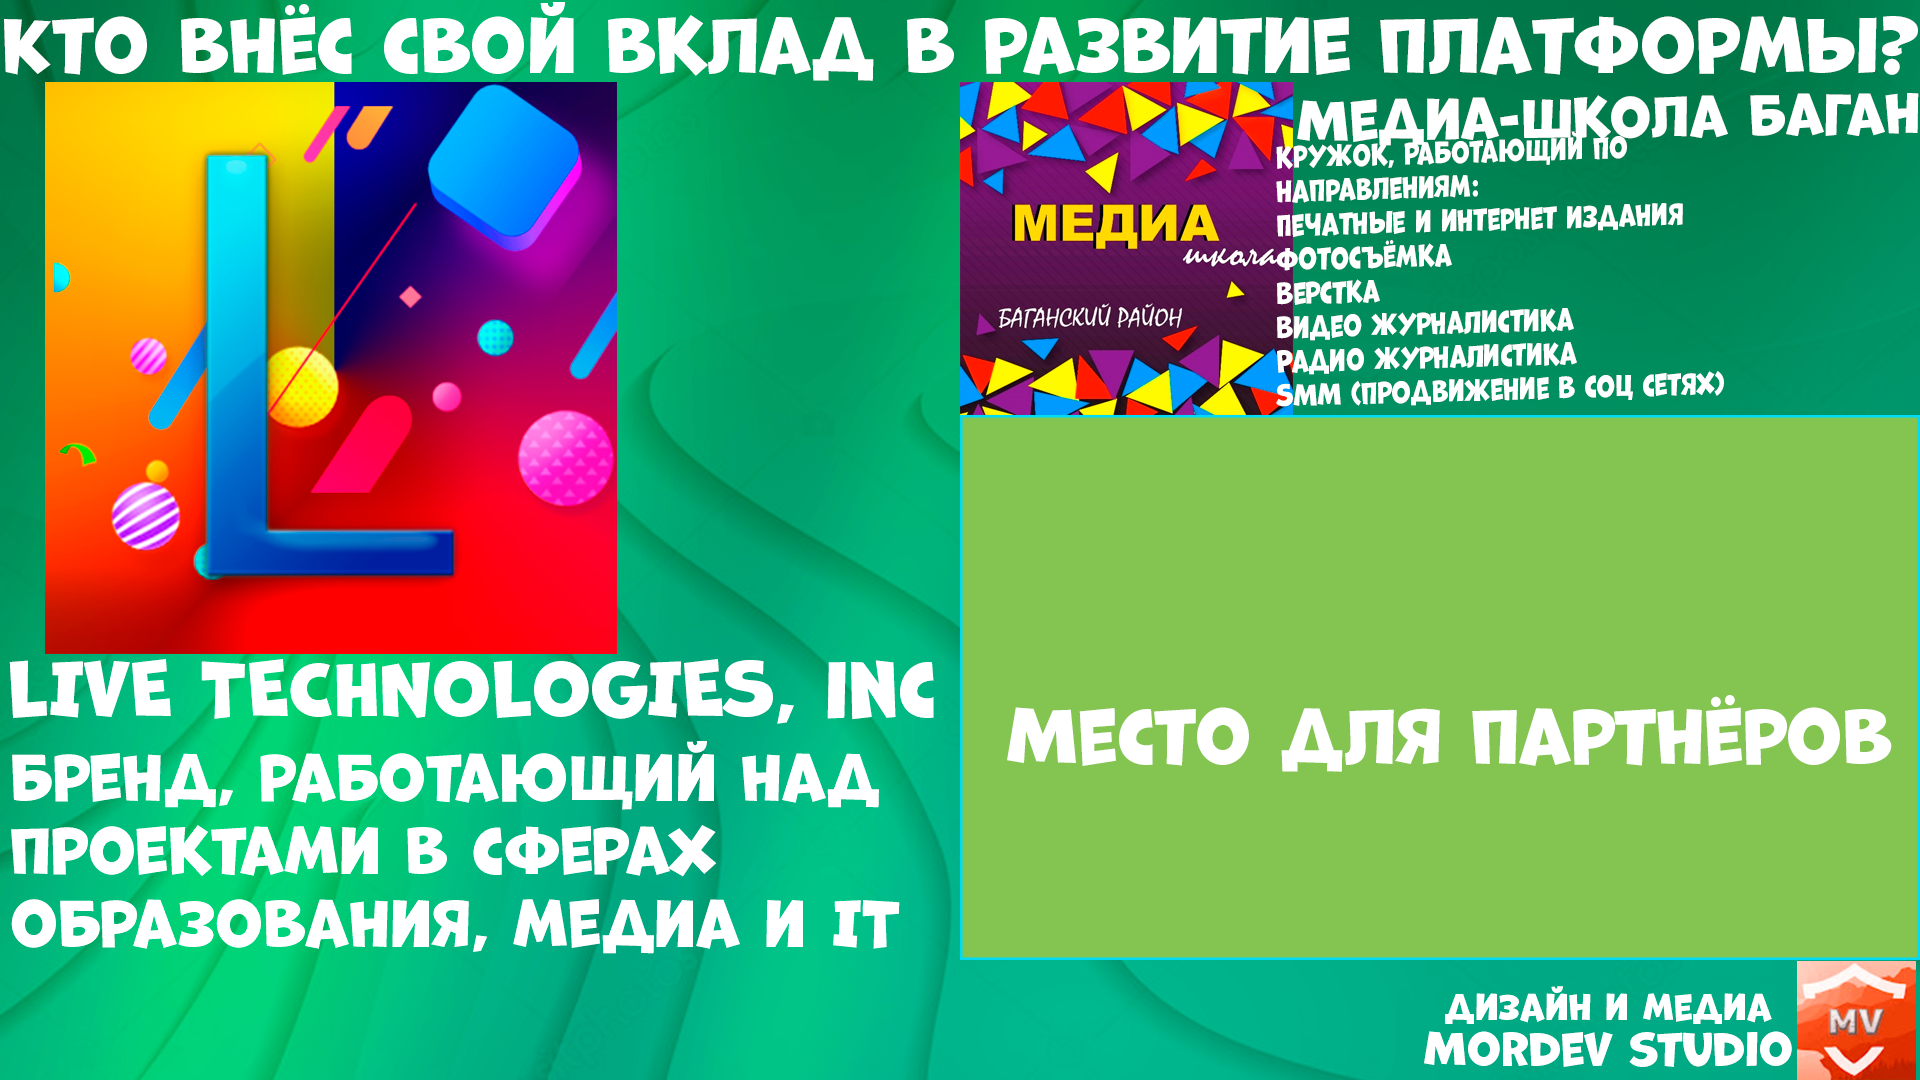 КТО ВНЁС СВОЙ ВКЛАД В РАЗВИТИЕ ПЛАТФОРМЫ?
LIVE TECHNOLOGIES, INC
БРЕНД, РАБОТАЮЩИЙ НАД
ПРОЕКТАМИ В СФЕРАХ
ОБРАЗОВАНИЯ, МЕДИА И IT
МЕДИА
школа
БАГАНСКИЙ РАЙОН
МЕДИА-ШКОЛА БАГАН
КРУЖОК, РАБОТАЮЩИЙ ПО
НАПРАВЛЕНИЯМ:
ПЕЧАТНЫЕ И ИНТЕРНЕТ ИЗДАНИЯ
ФОТОСЪЁМКА
ВЕРСТКА
ВИДЕО ЖУРНАЛИСТИКА
РАДИО ЖУРНАЛИСТИКА
SMM (ПРОДВИЖЕНИЕ В СОЦ СЕТЯХ)
МЕСТО ДЛЯ ПАРТНЁРОВ
ДИЗАЙН И МЕДИА
MORDEV STUDIO
MV